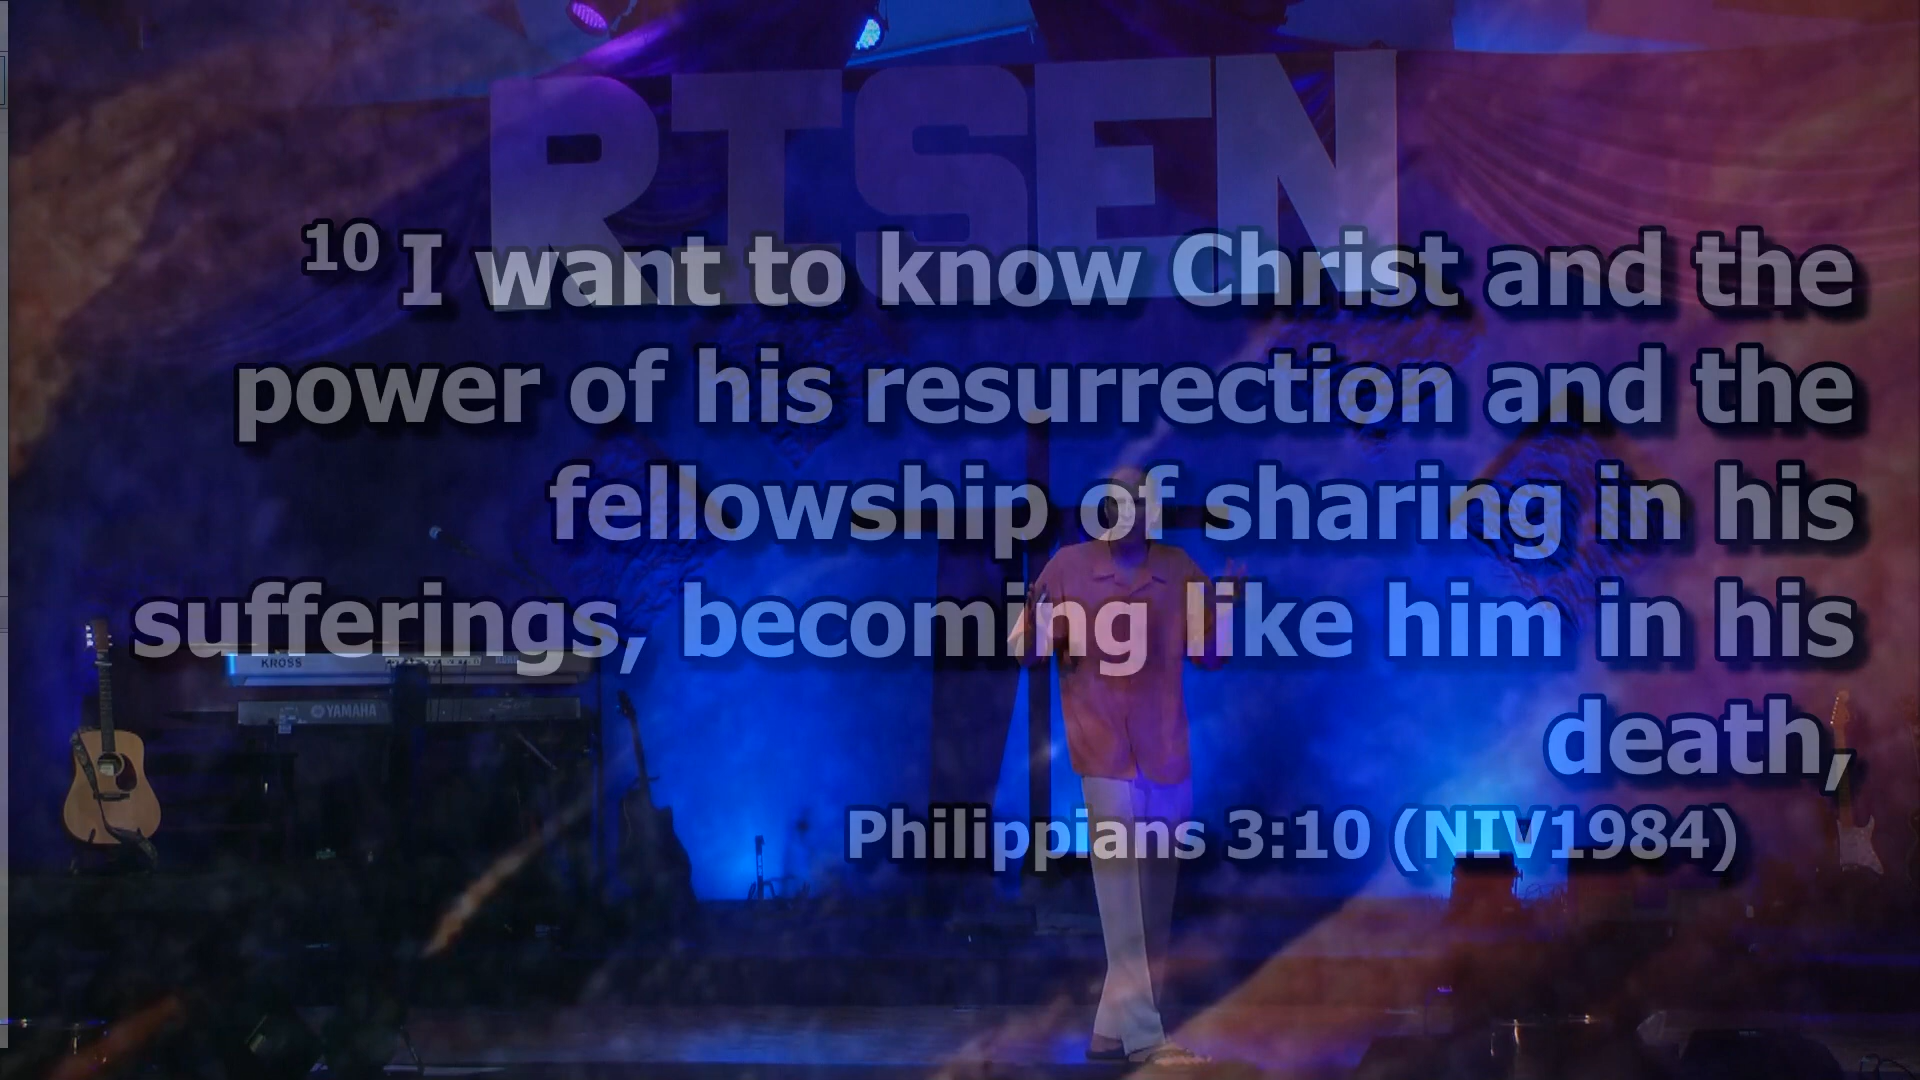 RISEN
10 I want to know Christ and the
power of his resurrection and the
fellowship of sharing in his
sufferings, becoming like him in his
death,
Philippians 3:10 (NIV1984)
KROSS
YAMAHA